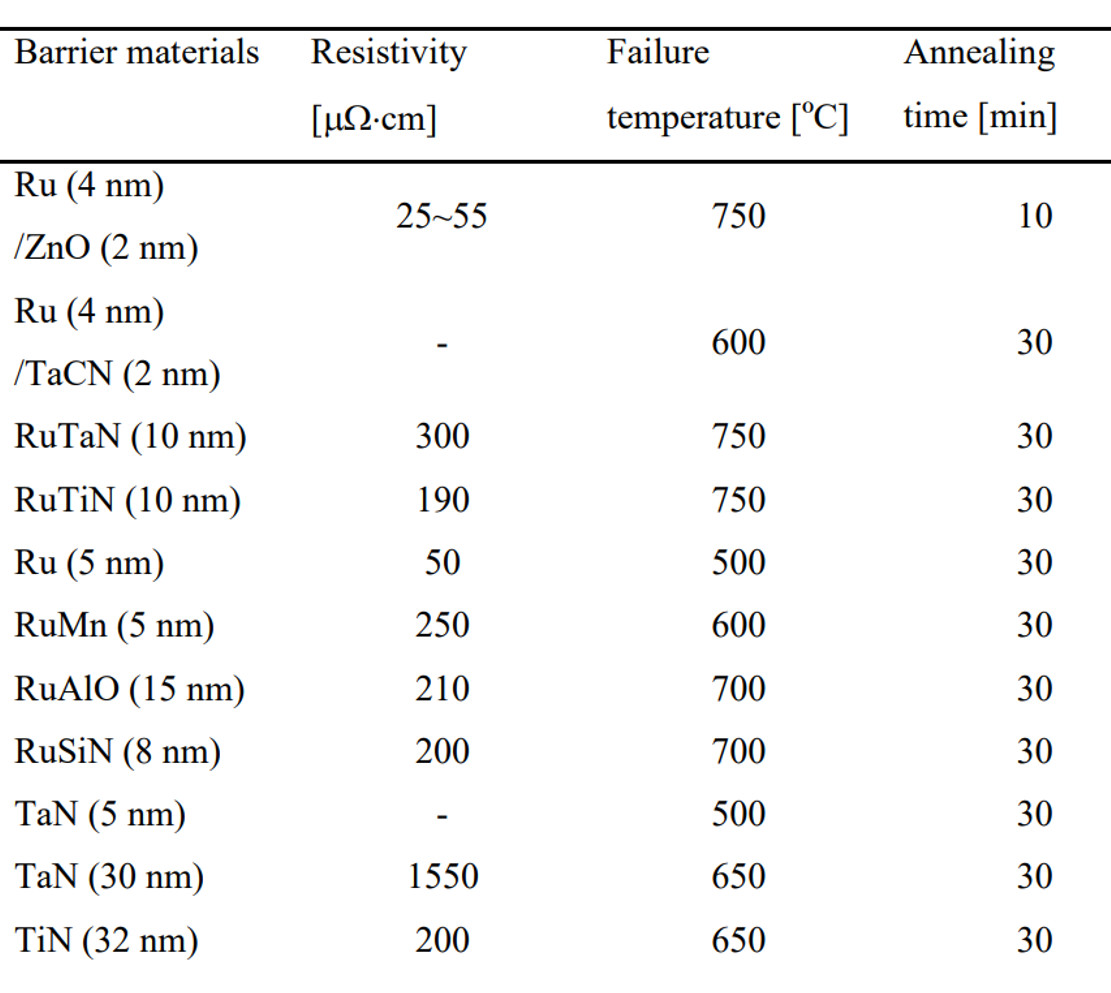 Barrier materials Resistivity Failure Annealing
[μΩ·cm] temperature [ºC] time [min]
Ru (4 nm)
25~55 750 10
/ZnO (2 nm)
Ru (4 nm)
- 600 30
/TaCN (2 nm)
RuTaN (10 nm) 300 750 30
RuTiN (10 nm) 190 750 30
Ru (5 nm) 50 500 30
RuMn (5 nm) 250 600 30
RuAlO (15 nm) 210 700 30
RuSiN (8 nm) 200 700 30
TaN (5 nm) - 500 30
TaN (30 nm) 1550 650 30
TiN (32 nm) 200 650 30